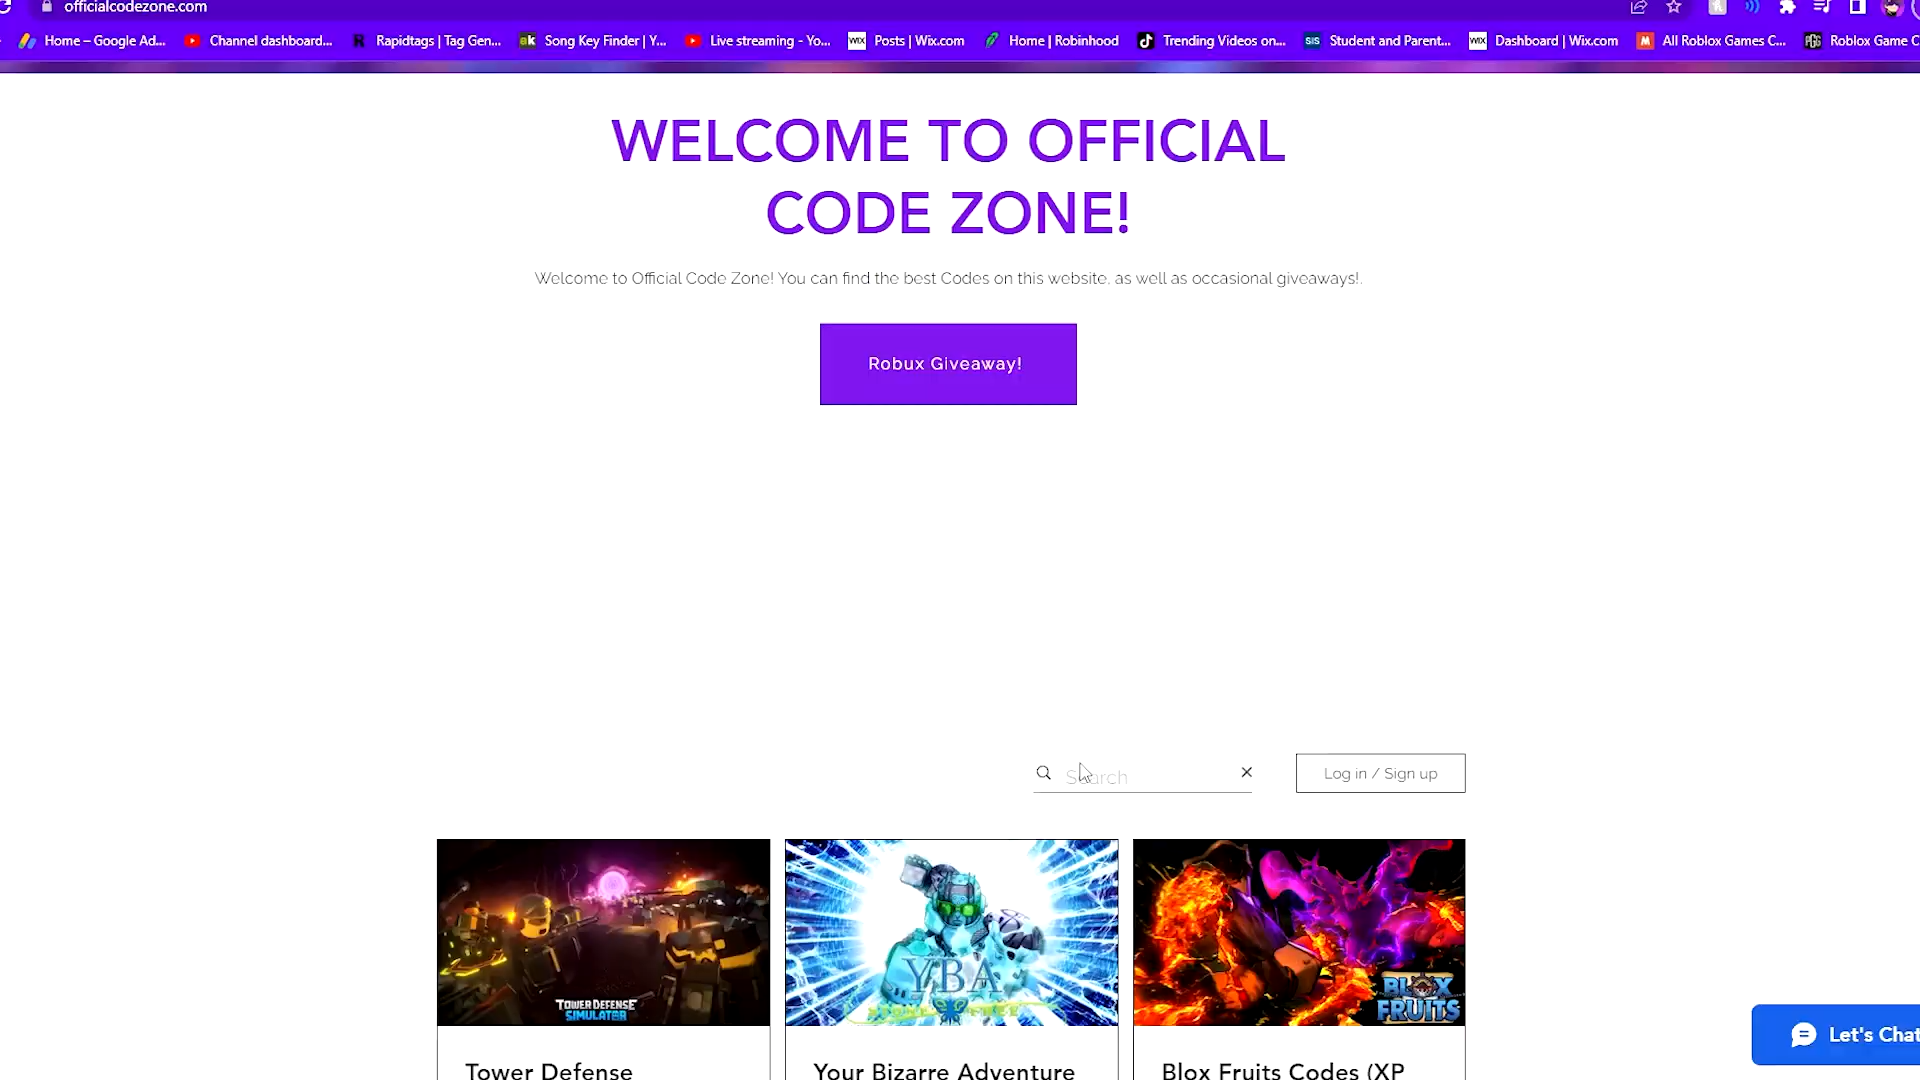 officialcodezone.com
Home – Google Ad...
Channel dashboard...
Rapidtags | Tag Gen...
Song Key Finder | Y...
Live streaming - Yo...
WIX
Posts | Wix.com
Home | Robinhood
Trending Videos on...
SIS
Student and Parent...
WIX
Dashboard | Wix.com
All Roblox Games C...
Roblox Game C
WELCOME TO OFFICIAL
CODE ZONE!
Welcome to Official Code Zone! You can find the best Codes on this website, as well as occasional giveaways!.
Robux Giveaway!
Search
Log in / Sign up
TOWER DEFENSE
SIMULATOR
YBA
BLOX
FRUITS
Tower Defense
Your Bizarre Adventure
Blox Fruits Codes (XP
Let's Chat